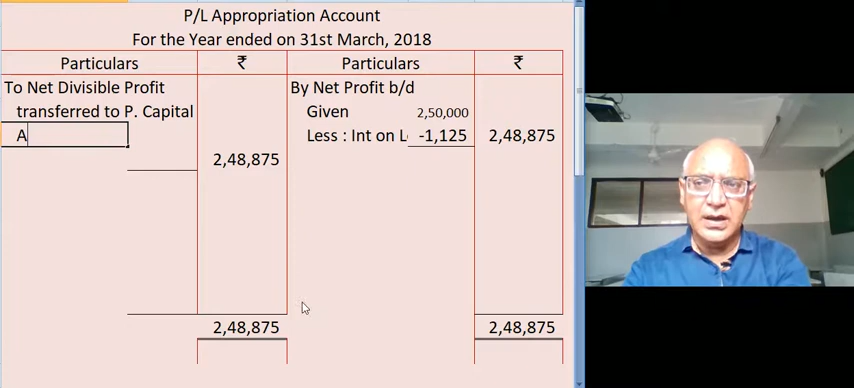 P/L Appropriation Account
For the Year ended on 31st March, 2018
Particulars ₹ Particulars ₹
To Net Divisible Profit By Net Profit b/d
transferred to P. Capital Given 2,50,000
A Less : Int on L -1,125 2,48,875
2,48,875
2,48,875 2,48,875